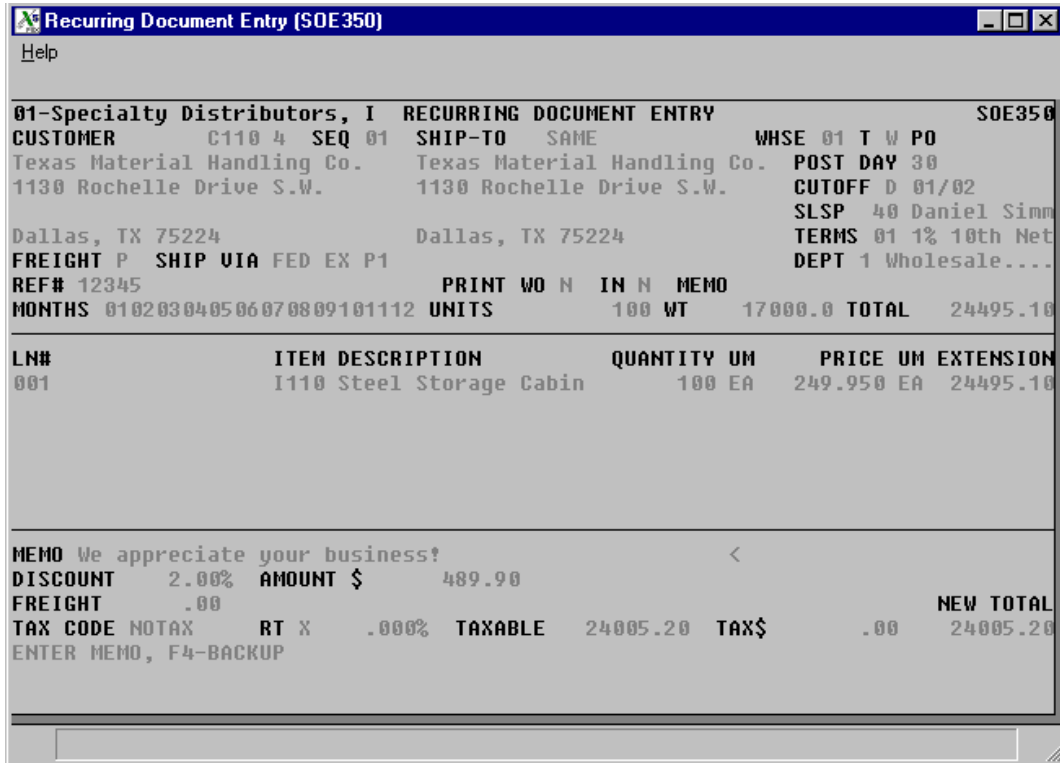 Recurring Document Entry (SOE350)
Help
01-Specialty Distributors, I RECURRING DOCUMENT ENTRY SOE350
CUSTOMER C110 4 SEQ 01 SHIP-TO SAME WHSE 01 T W PO
Texas Material Handling Co. Texas Material Handling Co. POST DAY 30
1130 Rochelle Drive S.W. 1130 Rochelle Drive S.W. CUTOFF D 01/02
SLSP 40 Daniel Simm
Dallas, TX 75224 Dallas, TX 75224 TERMS 01 1% 10th Net
FREIGHT P SHIP VIA FED EX P1 DEPT 1 Wholesale....
REF# 12345 PRINT WO N IN N MEMO
MONTHS 010203040506070809101112 UNITS 100 WT 17000.0 TOTAL 24495.10
LN# ITEM DESCRIPTION QUANTITY UM PRICE UM EXTENSION
001 I110 Steel Storage Cabin 100 EA 249.950 EA 24495.10
MEMO We appreciate your business! <
DISCOUNT 2.00% AMOUNT $ 489.90
FREIGHT .00 NEW TOTAL
TAX CODE NOTAX RT X .000% TAXABLE 24005.20 TAX$ .00 24005.20
ENTER MEMO, F4-BACKUP